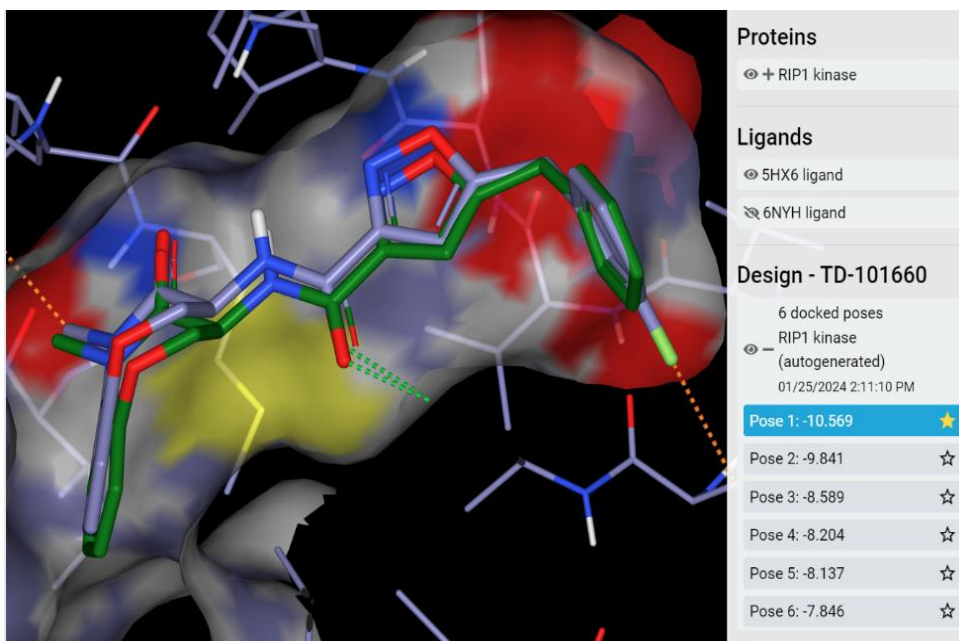 Proteins
RIP1 kinase
Ligands
5HX6 ligand
6NYH ligand
Design - TD-101660
6 docked poses
RIP1 kinase
(autogenerated)
01/25/2024 2:11:10 PM
Pose 1: -10.569
Pose 2: -9.841
Pose 3: -8.589
Pose 4: -8.204
Pose 5: -8.137
Pose 6: -7.846